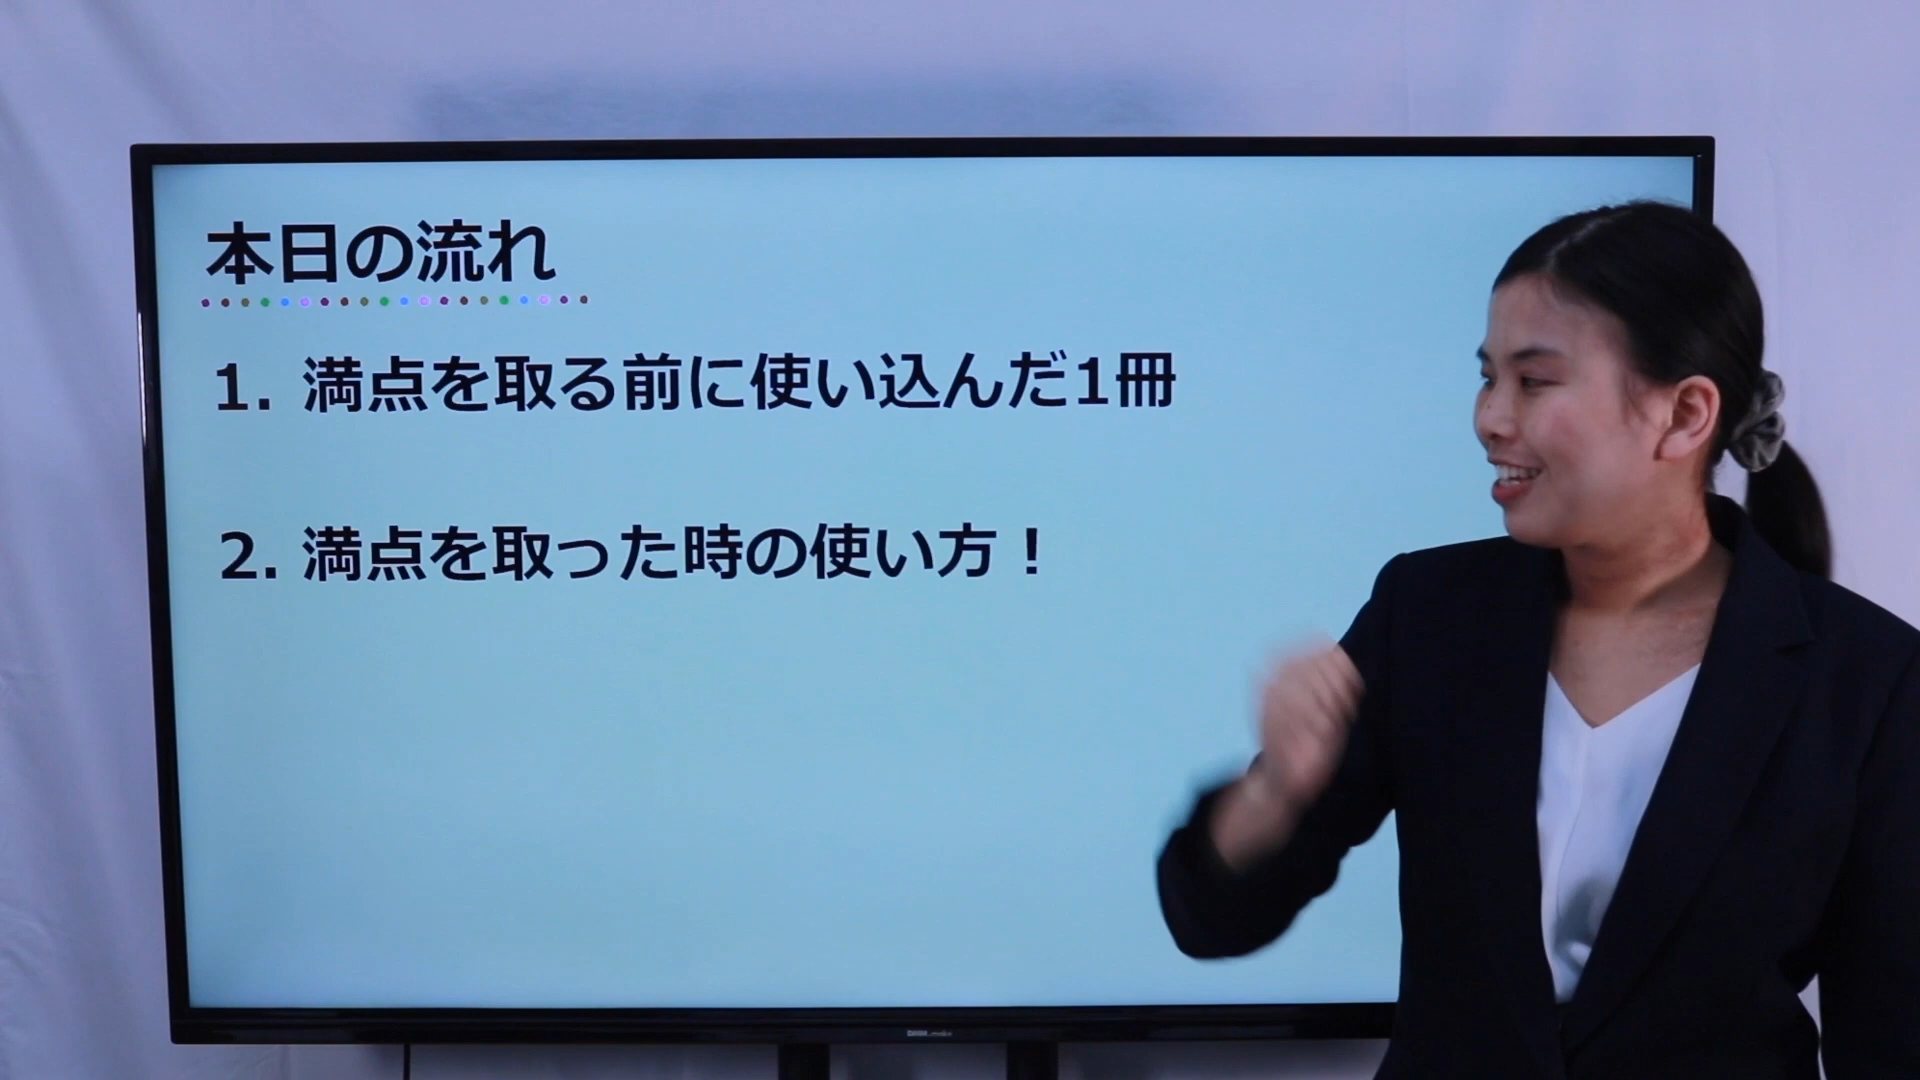 本日の流れ
1. 満点を取る前に使い込んだ1冊
2. 満点を取った時の使い方！